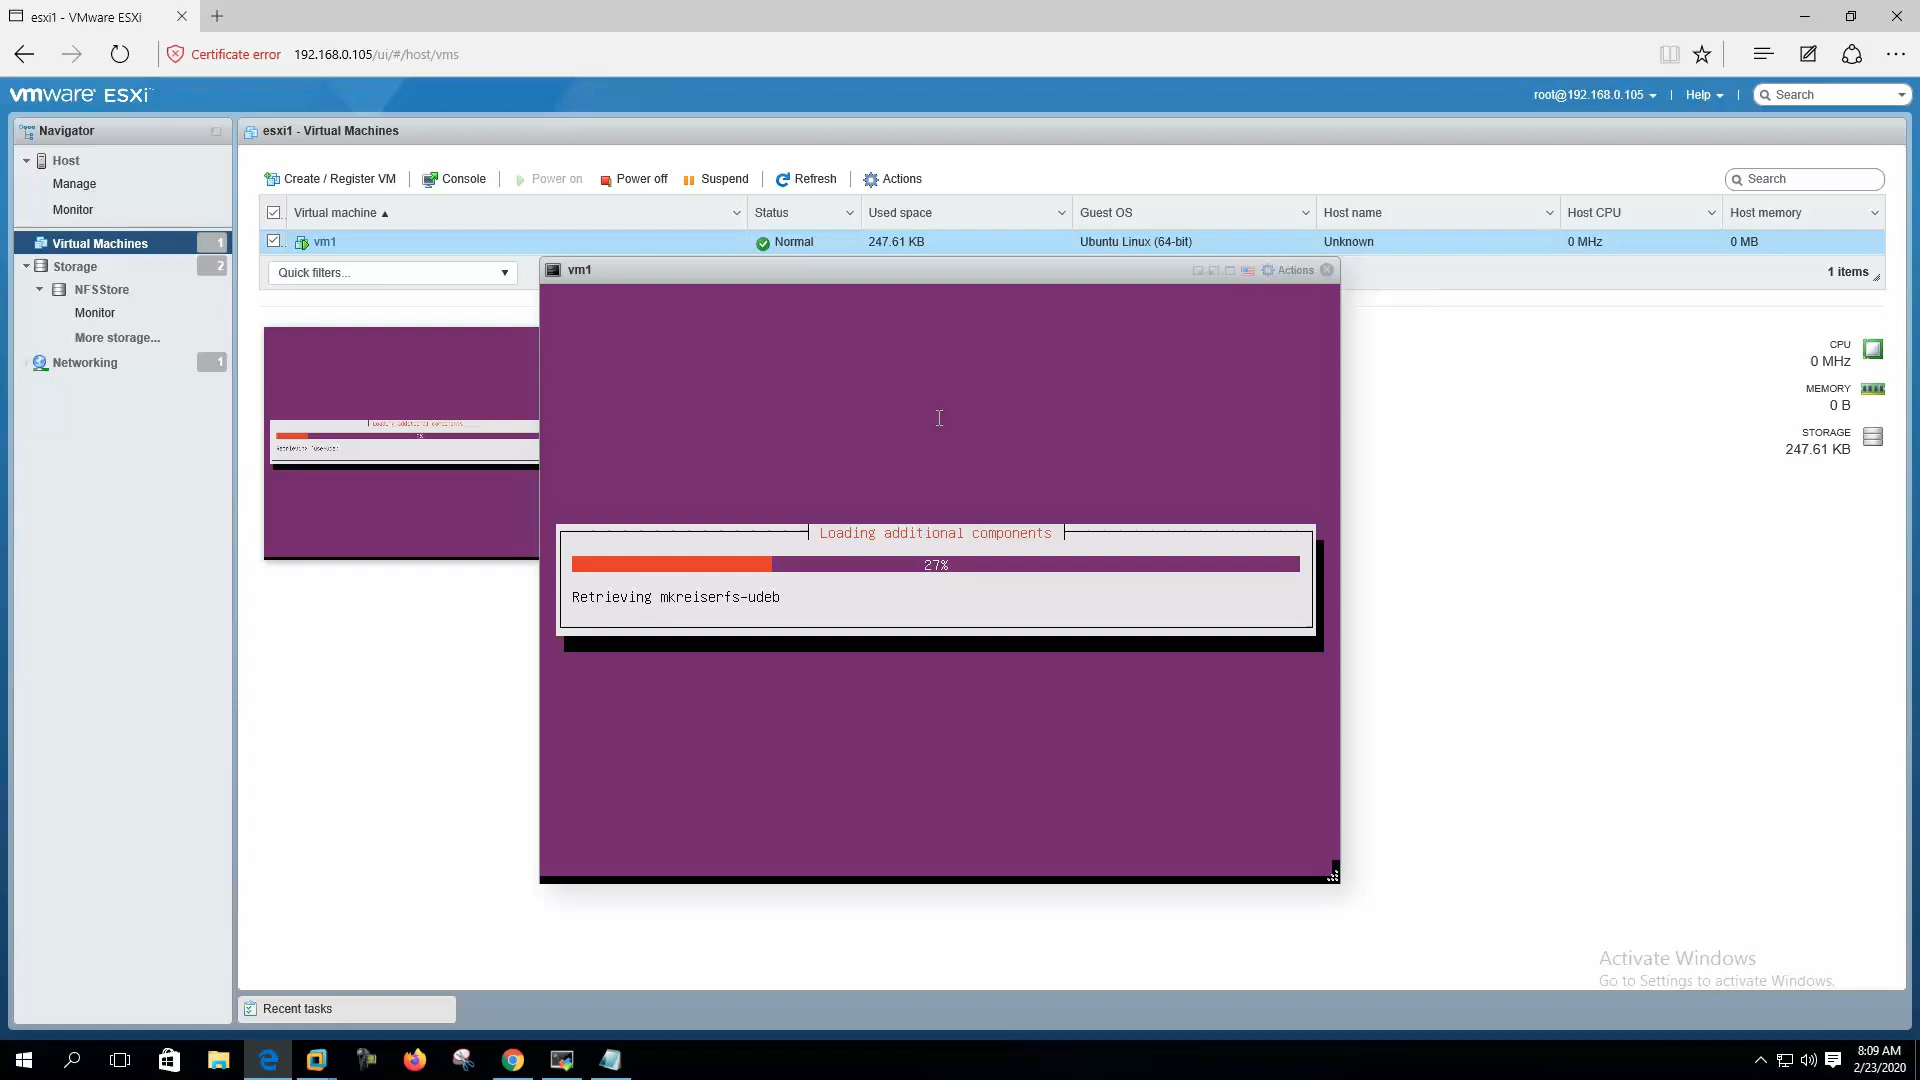 esxi1 - VMware ESXi
Certificate error 192.168.0.105/ui/#/host/vms
vmware ESXi
root@192.168.0.105 | Help | Search
Navigator
Host
Manage
Monitor
Virtual Machines 1
Storage 2
NFSStore
Monitor
More storage...
Networking 1
esxi1 - Virtual Machines
Create / Register VM | Console | Power on Power off Suspend | Refresh | Actions
Search
Virtual machine Status Used space Guest OS Host name Host CPU Host memory
vm1 Normal 247.61 KB Ubuntu Linux (64-bit) Unknown 0 MHz 0 MB
Quick filters...
1 items
vm1
Actions
Loading additional components
27%
Retrieving mkreiserfs-udeb
Loading additional components
CPU
0 MHz
MEMORY
0 B
STORAGE
247.61 KB
Activate Windows
Go to Settings to activate Windows.
Recent tasks
8:09 AM
2/23/2020